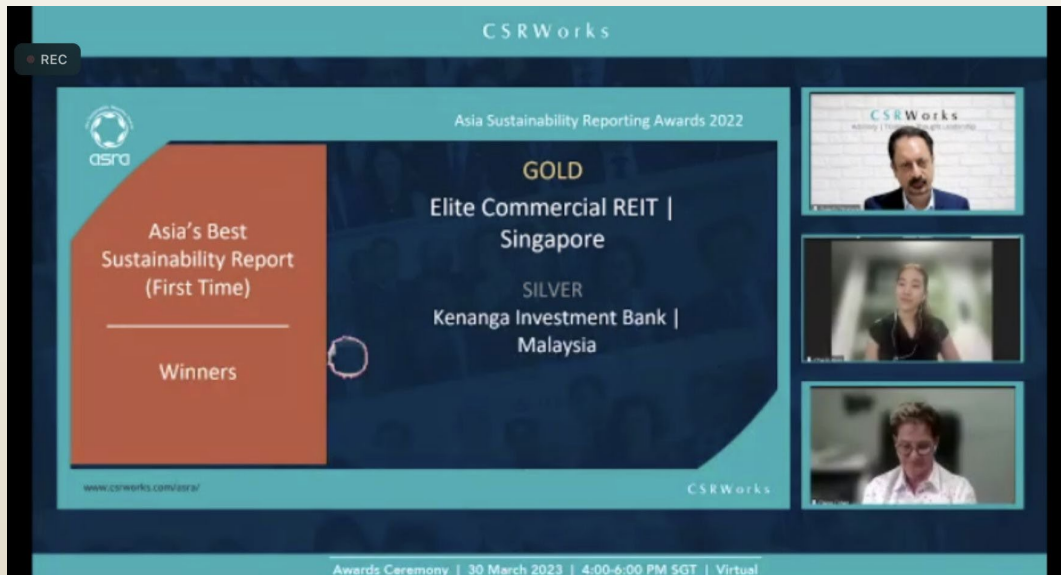 CSRWorks
REC
asra
Asia Sustainability Reporting Awards 2022
Asia's Best
Sustainability Report
(First Time)
Winners
GOLD
Elite Commercial REIT |
Singapore
SILVER
Kenanga Investment Bank |
Malaysia
www.csrworks.com/asra/
CSRWorks
CSRWorks
Awards Ceremony | 30 March 2023 | 4:00-6:00 PM SGT | Virtual